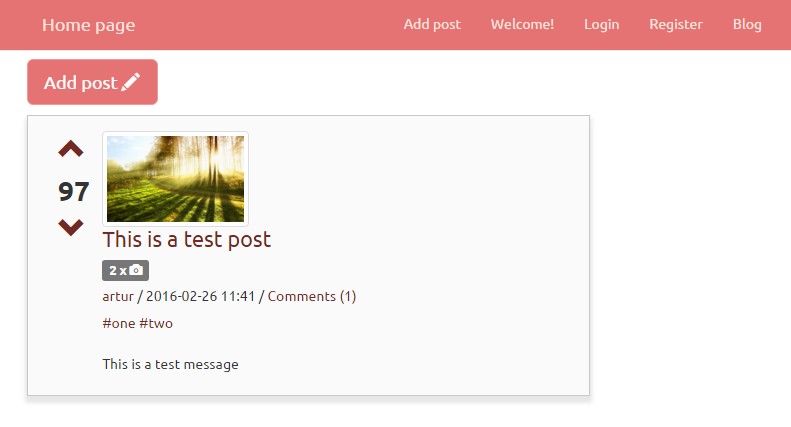 Home page Add post Welcome! Login Register Blog
Add post
97
This is a test post
2 x
artur / 2016-02-26 11:41 / Comments (1)
#one #two
This is a test message